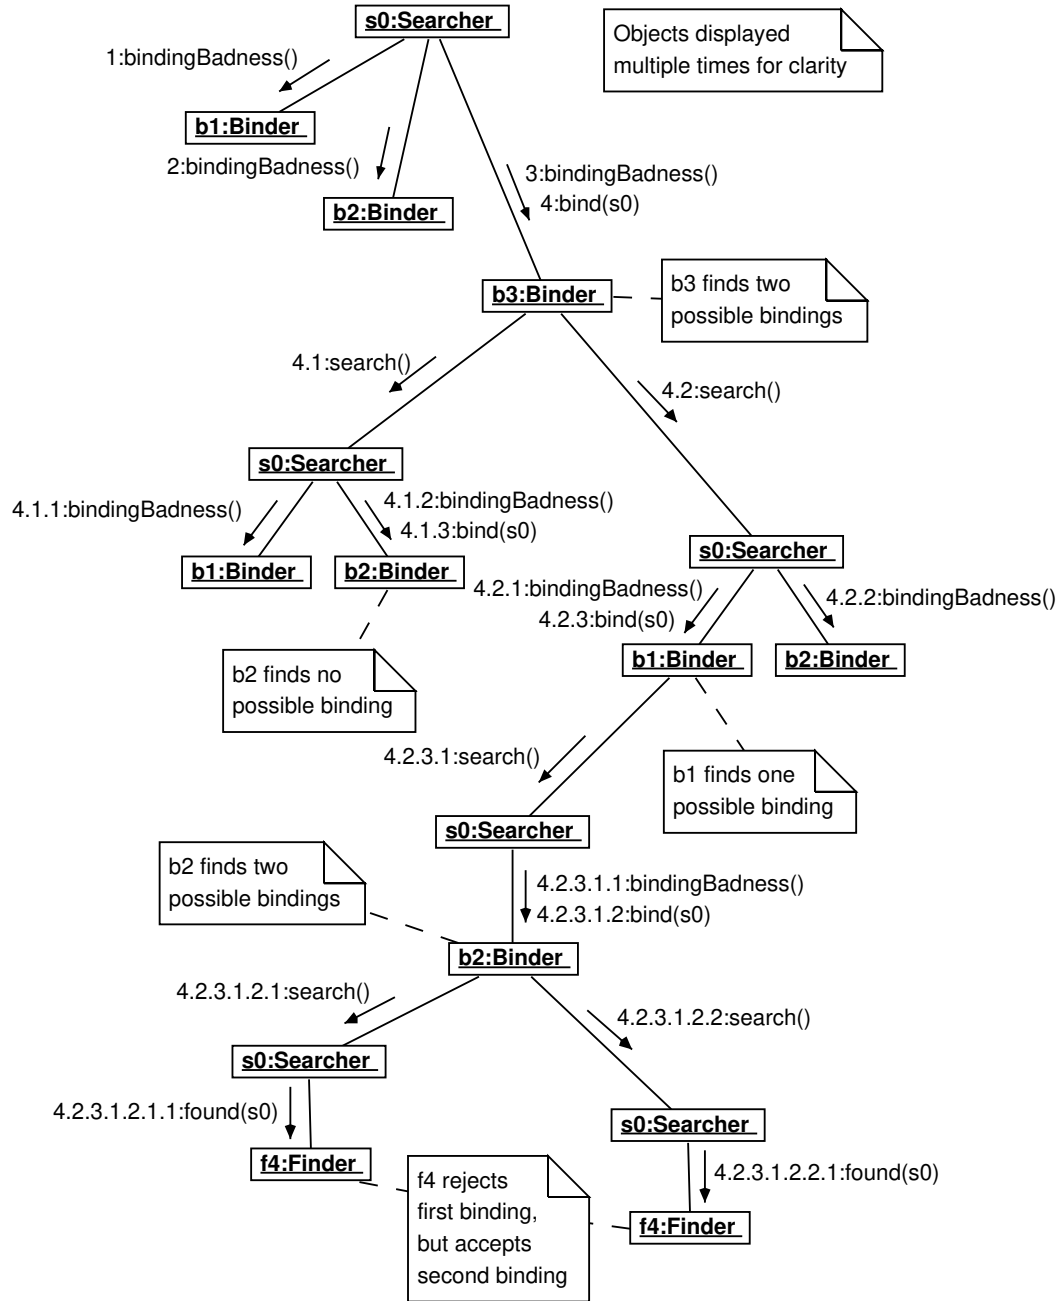 s0:Searcher
Objects displayed
multiple times for clarity
1:bindingBadness()
b1:Binder
2:bindingBadness()
b2:Binder
3:bindingBadness()
4:bind(s0)
b3:Binder
b3 finds two
possible bindings
4.1:search()
4.2:search()
s0:Searcher
4.1.1:bindingBadness()
4.1.2:bindingBadness()
4.1.3:bind(s0)
b1:Binder
b2:Binder
s0:Searcher
4.2.1:bindingBadness()
4.2.3:bind(s0)
4.2.2:bindingBadness()
b1:Binder
b2:Binder
b2 finds no
possible binding
4.2.3.1:search()
b1 finds one
possible binding
s0:Searcher
b2 finds two
possible bindings
4.2.3.1.1:bindingBadness()
4.2.3.1.2:bind(s0)
b2:Binder
4.2.3.1.2.1:search()
4.2.3.1.2.2:search()
s0:Searcher
4.2.3.1.2.1.1:found(s0)
s0:Searcher
f4:Finder
f4 rejects
first binding,
but accepts
second binding
4.2.3.1.2.2.1:found(s0)
f4:Finder